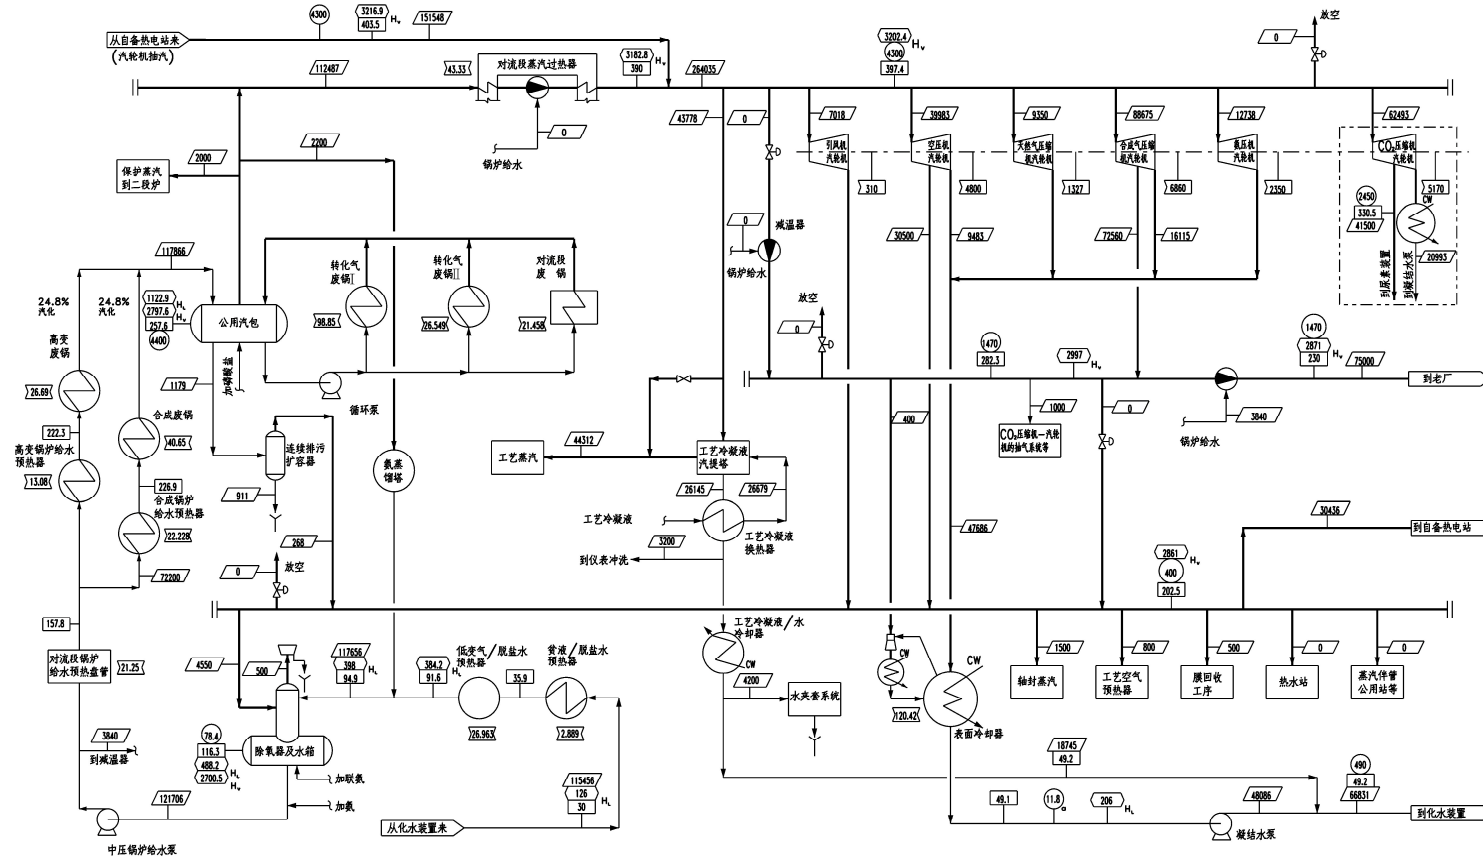 4300
3216.9
403.5
Hv
151548
从自备热电站来
(汽轮机抽汽)
112487
43.33
对流段蒸汽过热器
3182.8
390
Hv
264035
3202.4
4300
397.4
Hv
0
放空
0
锅炉给水
2200
2000
保护蒸汽
到二段炉
43778
0
7018
39983
9350
88675
12738
62493
引风机
汽轮机
空压机
汽轮机
天然气压缩
机汽轮机
合成气压缩
机汽轮机
氨压机
汽轮机
CO₂压缩机
汽轮机
310
4800
1327
6860
2350
5170
2450
330.5
41500
CW
20993
到尿素装置
到凝结水泵
0
减温器
锅炉给水
30500
9483
72560
16115
117866
24.8%
汽化
24.8%
汽化
1122.9
HL
2797.6
Hv
257.6
4400
公用汽包
转化气
废锅Ⅰ
转化气
废锅Ⅱ
对流段
废锅
98.85
26.549
21.458
高变
废锅
26.69
1179
加磷酸盐
循环泵
放空
0
1470
282.3
2997
Hv
1470
2871
230
Hv
75000
到老厂
3840
锅炉给水
1000
CO₂压缩机一汽轮
机的抽气系统等
400
0
222.3
高变锅炉给水
预热器
13.08
合成废锅
40.65
226.9
合成锅炉
给水预热器
22.229
72200
连续排污
扩容器
911
268
0
放空
氨蒸
馏塔
工艺蒸汽
44312
工艺冷凝液
汽提塔
26145
26679
工艺冷凝液
工艺冷凝液
换热器
3200
到仪表冲洗
47686
30436
到自备热电站
2861
400
202.5
Hv
157.8
对流段锅炉
给水预热盘管
21.25
4550
500
117656
398
HL
94.9
384.2
HL
91.6
低变气/脱盐水
预热器
35.9
贫液/脱盐水
预热器
26.963
2.889
工艺冷凝液/水
冷却器
CW
4200
水夹套系统
CW
120.42
CW
表面冷却器
1500
800
500
0
0
轴封蒸汽
工艺空气
预热器
膜回收
工序
热水站
蒸汽伴管
公用站等
3840
到减温器
78.4
116.3
488.2
HL
2700.5
Hv
除氧器及水箱
加联氨
加氨
121706
中压锅炉给水泵
115456
126
30
HL
从化水装置来
18745
49.2
49.1
11.8
a
206
HL
48086
凝结水泵
490
49.2
66831
到化水装置